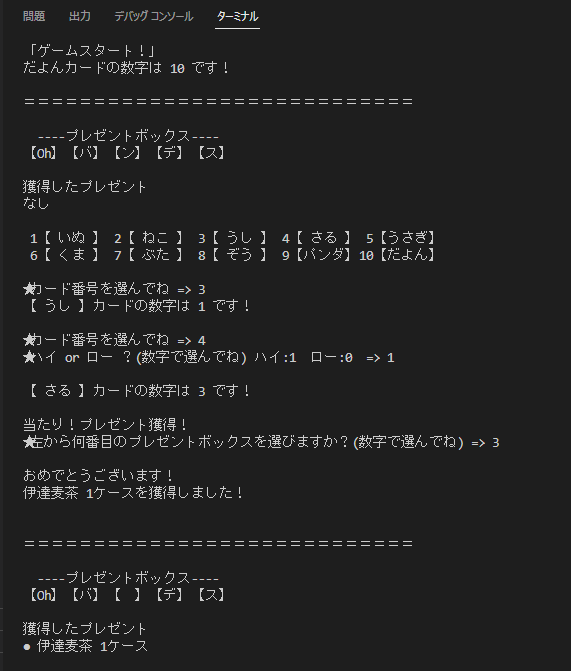 問題 出力 デバッグ コンソール ターミナル
「ゲームスタート！」
だよんカードの数字は 10 です！
＝＝＝＝＝＝＝＝＝＝＝＝＝＝＝＝＝＝＝＝＝＝＝＝＝＝＝＝
----プレゼントボックス----
【Oh】【バ】【ン】【デ】【ス】
獲得したプレゼント
なし
1【 いぬ 】 2【 ねこ 】 3【 うし 】 4【 さる 】 5【うさぎ】
6【 くま 】 7【 ぶた 】 8【 ぞう 】 9【パンダ】10【だよん】
★カード番号を選んでね => 3
【 うし 】カードの数字は 1 です！
★カード番号を選んでね => 4
★ハイ or ロー ？(数字で選んでね) ハイ:1 ロー:0 => 1
【 さる 】カードの数字は 3 です！
当たり！プレゼント獲得！
★左から何番目のプレゼントボックスを選びますか？(数字で選んでね) => 3
おめでとうございます！
伊達麦茶 1ケースを獲得しました！
＝＝＝＝＝＝＝＝＝＝＝＝＝＝＝＝＝＝＝＝＝＝＝＝＝＝＝＝
----プレゼントボックス----
【Oh】【バ】【　】【デ】【ス】
獲得したプレゼント
● 伊達麦茶 1ケース